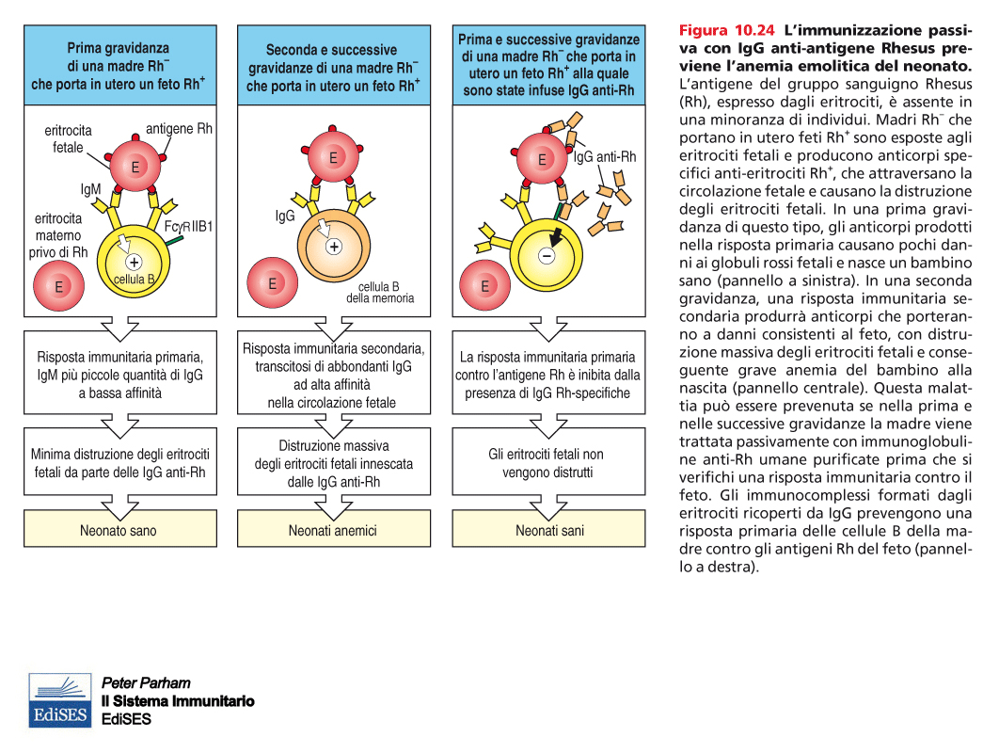 Prima gravidanza
di una madre Rh⁻
che porta in utero un feto Rh⁺
eritrocita
fetale
antigene Rh
E
IgM
eritrocita
materno
privo di Rh
FcγRIIB1
+
cellula B
E
Risposta immunitaria primaria,
IgM più piccole quantità di IgG
a bassa affinità
Minima distruzione degli eritrociti
fetali da parte delle IgG anti-Rh
Neonato sano
Seconda e successive
gravidanze di una madre Rh⁻
che porta in utero un feto Rh⁺
E
IgG
+
E
cellula B
della memoria
Risposta immunitaria secondaria,
transcitosi di abbondanti IgG
ad alta affinità
nella circolazione fetale
Distruzione massiva
degli eritrociti fetali innescata
dalle IgG anti-Rh
Neonati anemici
Prima e successive gravidanze
di una madre Rh⁻ che porta in
utero un feto Rh⁺ alla quale
sono state infuse IgG anti-Rh
E
IgG anti-Rh
–
E
La risposta immunitaria primaria
contro l'antigene Rh è inibita dalla
presenza di IgG Rh-specifiche
Gli eritrociti fetali non
vengono distrutti
Neonati sani
Figura 10.24 L'immunizzazione passi-
va con IgG anti-antigene Rhesus pre-
viene l'anemia emolitica del neonato.
L'antigene del gruppo sanguigno Rhesus
(Rh), espresso dagli eritrociti, è assente in
una minoranza di individui. Madri Rh⁻ che
portano in utero feti Rh⁺ sono esposte agli
eritrociti fetali e producono anticorpi spe-
cifici anti-eritrociti Rh⁺, che attraversano la
circolazione fetale e causano la distruzione
degli eritrociti fetali. In una prima gravi-
danza di questo tipo, gli anticorpi prodotti
nella risposta primaria causano pochi dan-
ni ai globuli rossi fetali e nasce un bambino
sano (pannello a sinistra). In una seconda
gravidanza, una risposta immunitaria se-
condaria produrrà anticorpi che porteran-
no a danni consistenti al feto, con distru-
zione massiva degli eritrociti fetali e conse-
guente grave anemia del bambino alla
nascita (pannello centrale). Questa malat-
tia può essere prevenuta se nella prima e
nelle successive gravidanze la madre viene
trattata passivamente con immunoglobuli-
ne anti-Rh umane purificate prima che si
verifichi una risposta immunitaria contro il
feto. Gli immunocomplessi formati dagli
eritrociti ricoperti da IgG prevengono una
risposta primaria delle cellule B della ma-
dre contro gli antigeni Rh del feto (pannel-
lo a destra).
EdiSES
Peter Parham
Il Sistema Immunitario
EdiSES